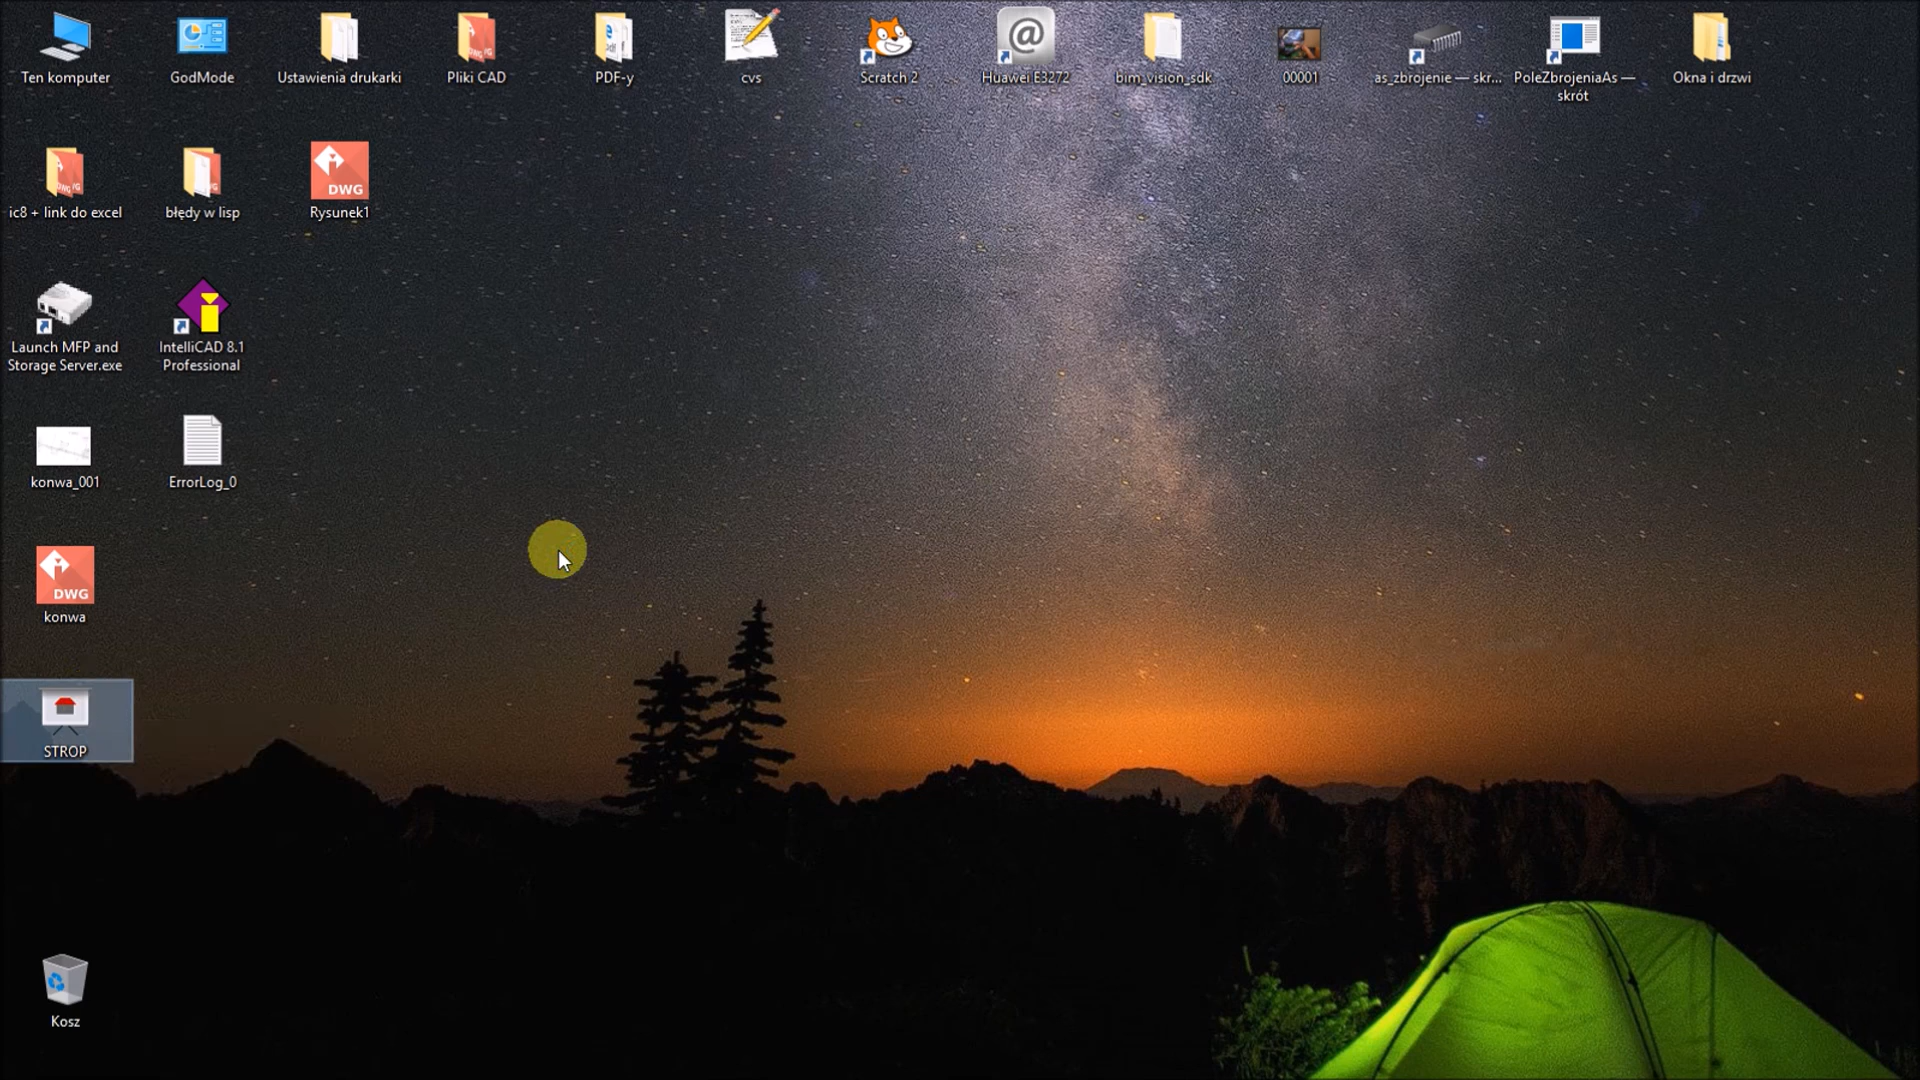 Ten komputer
GodMode
Ustawienia drukarki
Pliki CAD
PDF-y
cvs
Scratch 2
Huawei E3272
bim_vision_sdk
00001
as_zbrojenie — skr...
PoleZbrojeniaAs —
skrót
Okna i drzwi
ic8 + link do excel
błędy w lisp
DWG
Rysunek1
Launch MFP and
Storage Server.exe
IntelliCAD 8.1
Professional
konwa_001
ErrorLog_0
DWG
konwa
STROP
Kosz